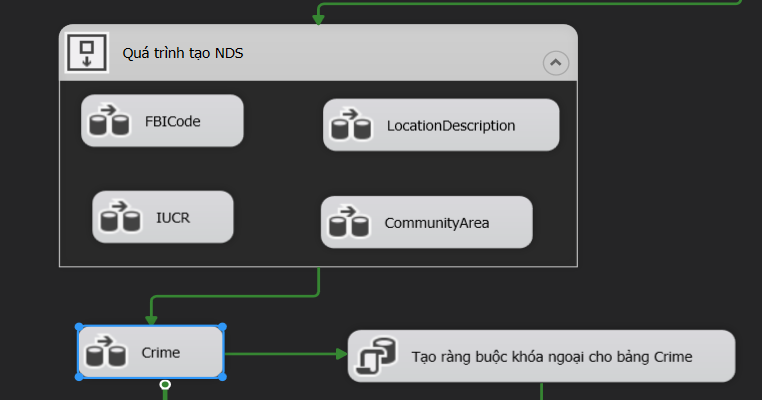 Quá trình tạo NDS
FBICode
LocationDescription
IUCR
CommunityArea
Crime
Tạo ràng buộc khóa ngoại cho bảng Crime